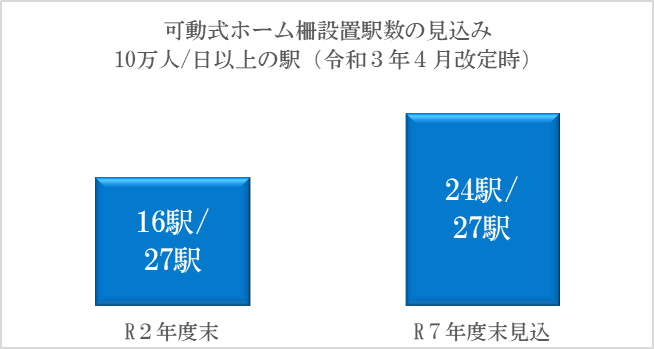 可動式ホーム柵設置駅数の見込み
10万人/日以上の駅（令和３年４月改定時）
16駅/
27駅
24駅/
27駅
R２年度末
R７年度末見込